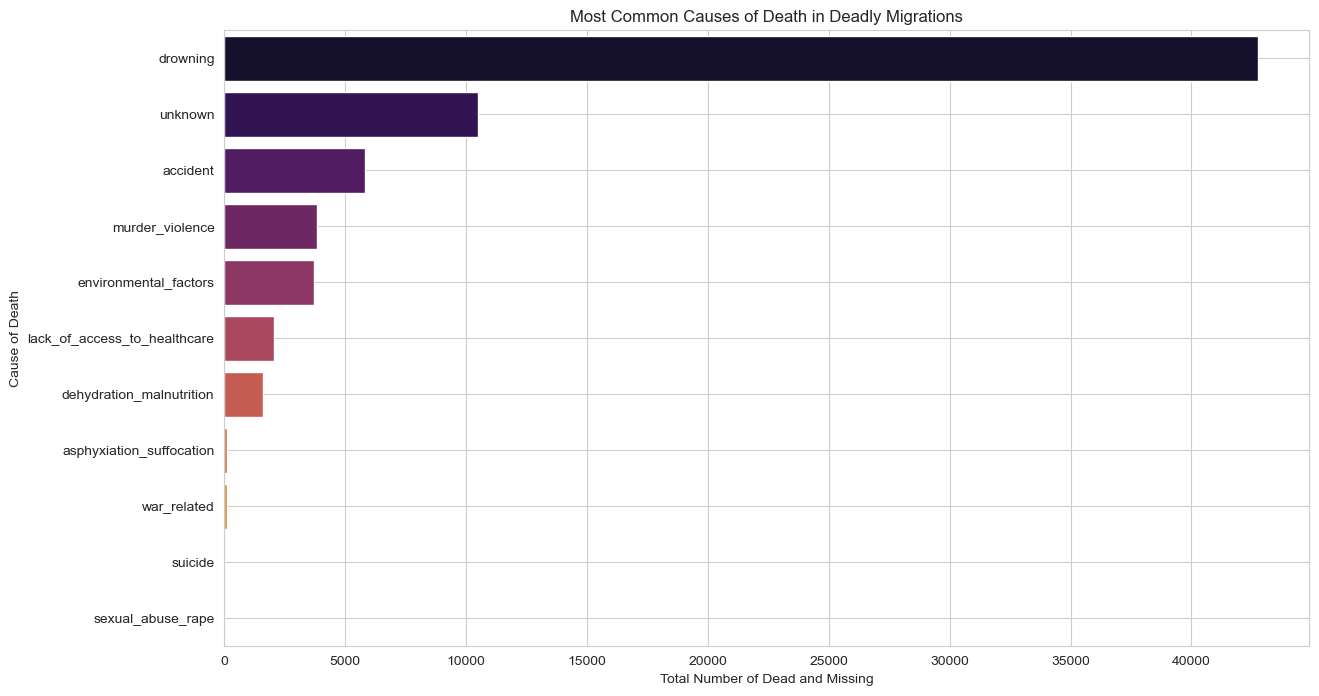 Most Common Causes of Death in Deadly Migrations
Cause of Death
drowning
unknown
accident
murder_violence
environmental_factors
lack_of_access_to_healthcare
dehydration_malnutrition
asphyxiation_suffocation
war_related
suicide
sexual_abuse_rape
0 5000 10000 15000 20000 25000 30000 35000 40000
Total Number of Dead and Missing